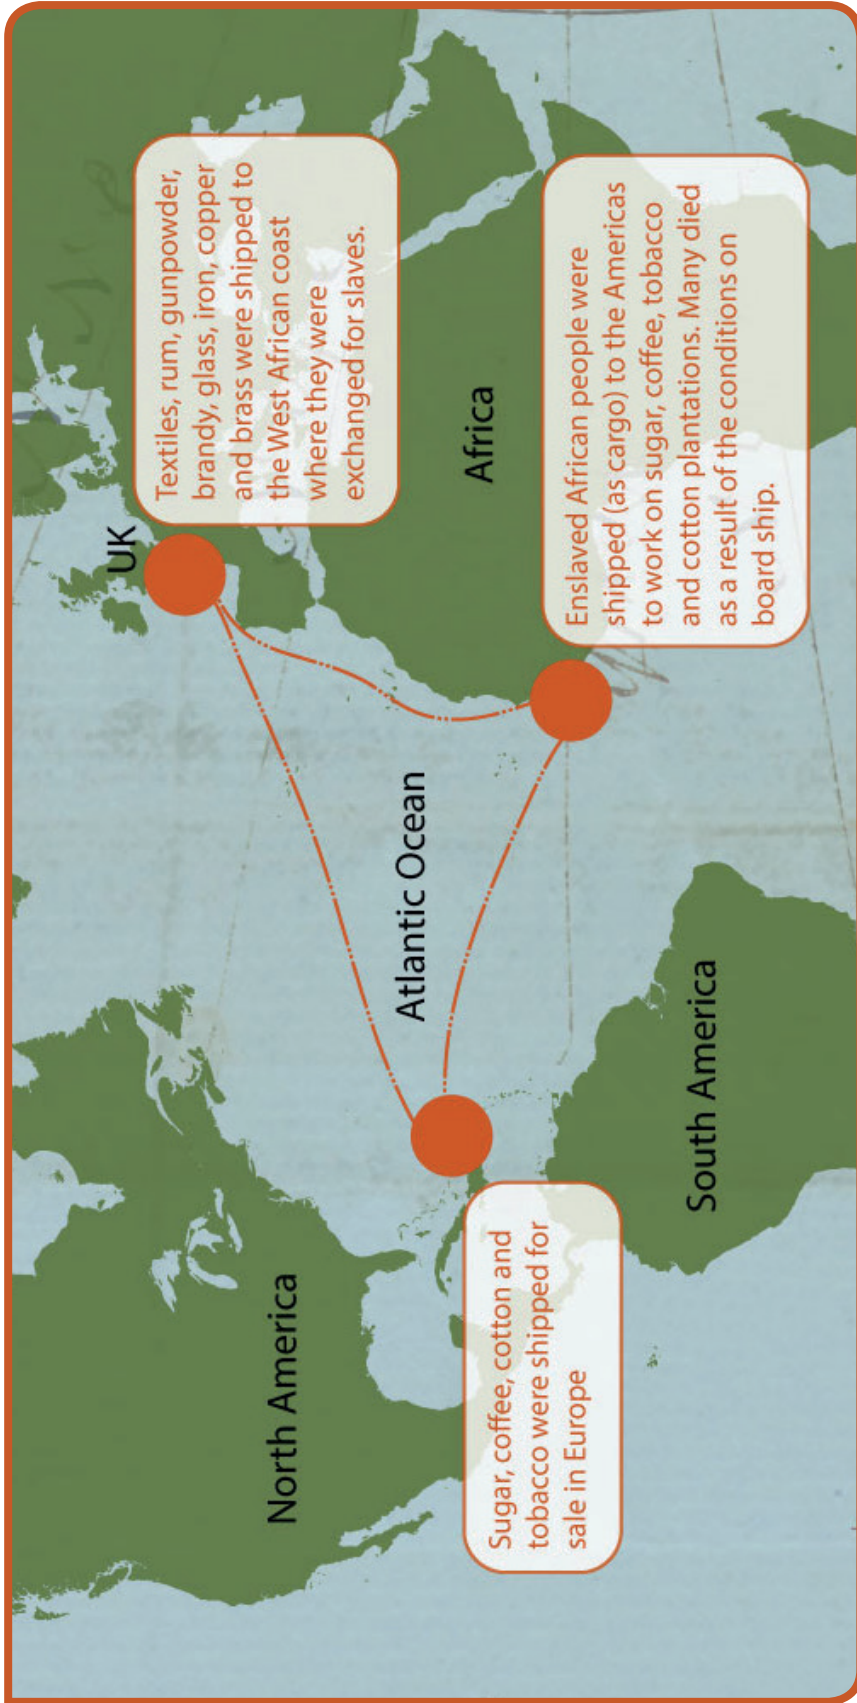 UK
Textiles, rum, gunpowder,
brandy, glass, iron, copper
and brass were shipped to
the West African coast
where they were
exchanged for slaves.
North America
Atlantic Ocean
Africa
Sugar, coffee, cotton and
tobacco were shipped for
sale in Europe
Enslaved African people were
shipped (as cargo) to the Americas
to work on sugar, coffee, tobacco
and cotton plantations. Many died
as a result of the conditions on
board ship.
South America